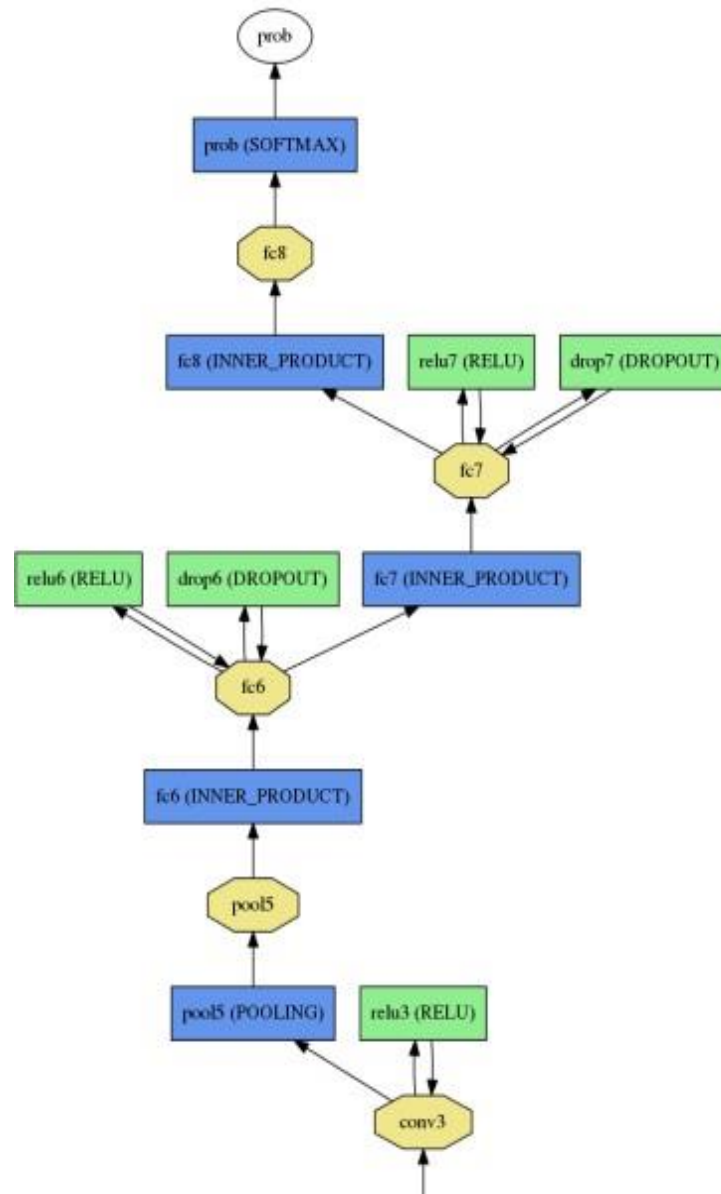 prob
prob (SOFTMAX)
fc8
fc8 (INNER_PRODUCT)
relu7 (RELU)
drop7 (DROPOUT)
fc7
relu6 (RELU)
drop6 (DROPOUT)
fc7 (INNER_PRODUCT)
fc6
fc6 (INNER_PRODUCT)
pool5
pool5 (POOLING)
relu3 (RELU)
conv3